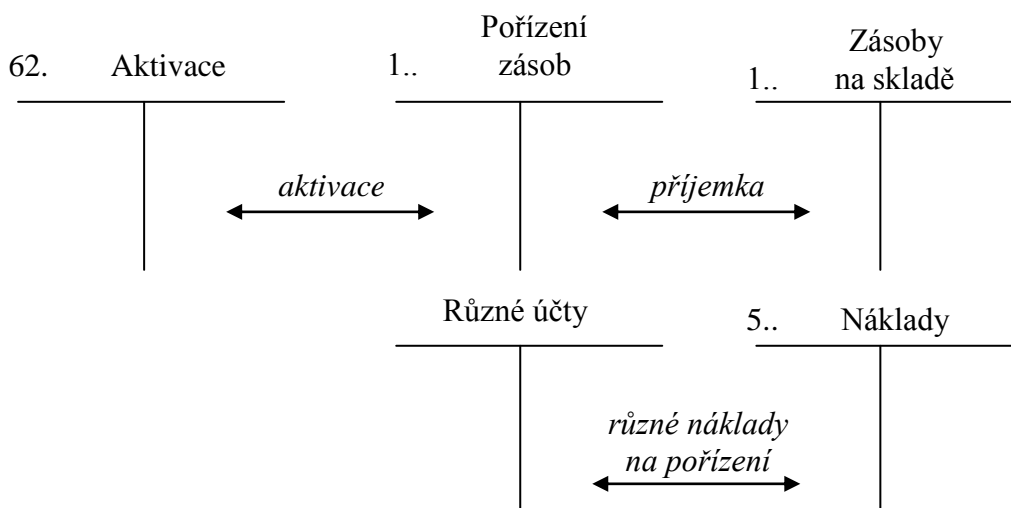 62. Aktivace
1.. Pořízení
zásob
1.. Zásoby
na skladě
aktivace
příjemka
Různé účty
5.. Náklady
různé náklady
na pořízení